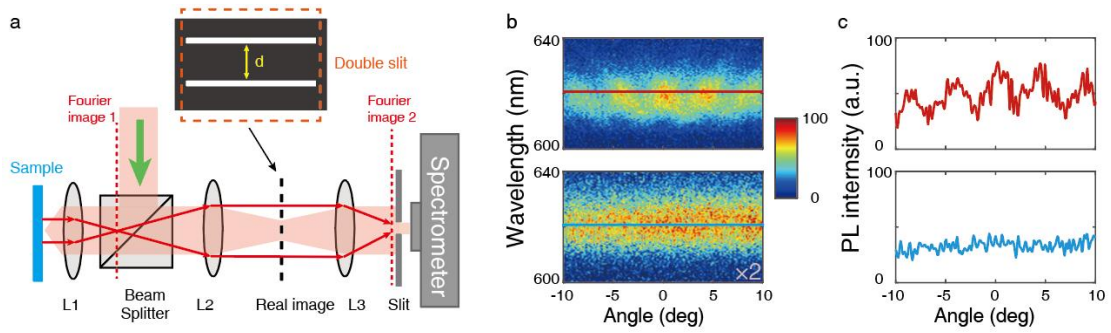 a
d
Double slit
Fourier
image 1
Fourier
image 2
Sample
Spectrometer
L1
Beam
Splitter
L2
Real image
L3
Slit
b
Wavelength (nm)
640
600
640
600
×2
-10
-5
0
5
10
Angle (deg)
100
0
c
PL intensity (a.u.)
100
0
100
0
-10
-5
0
5
10
Angle (deg)